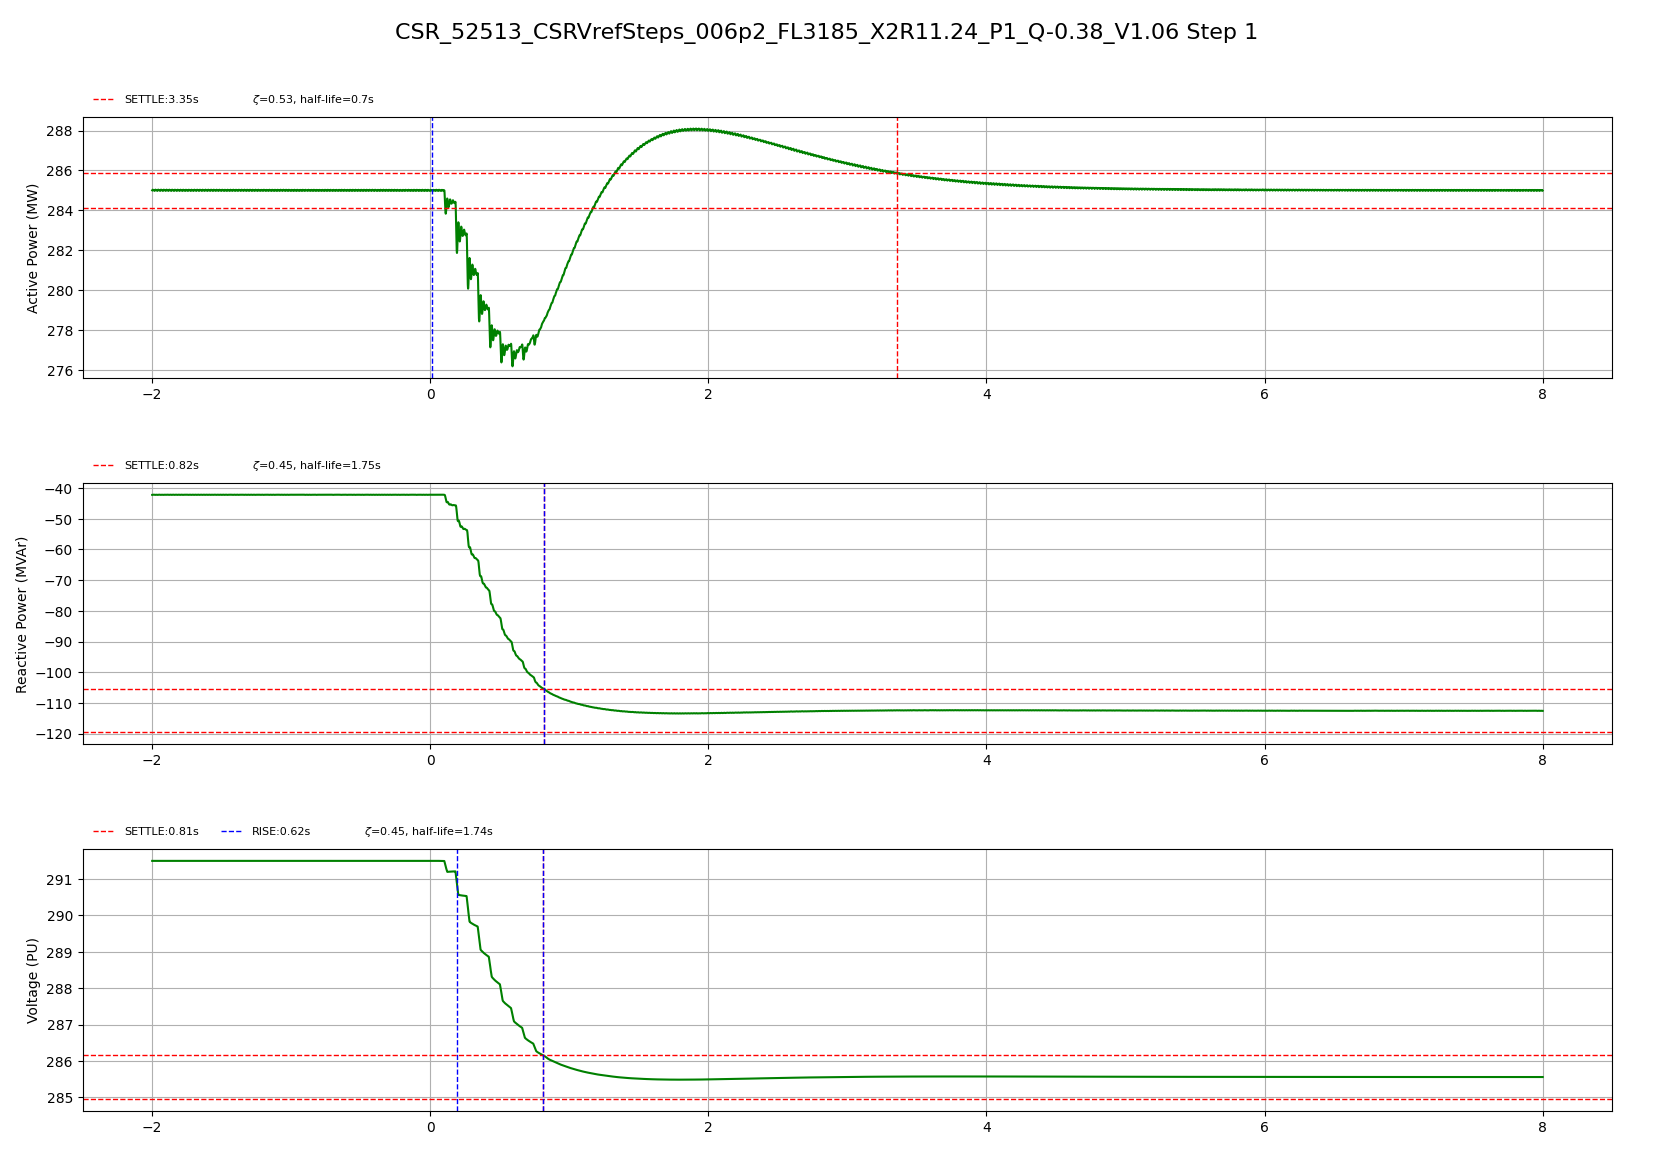 CSR_52513_CSRVrefSteps_006p2_FL3185_X2R11.24_P1_Q-0.38_V1.06 Step 1
SETTLE:3.35s ζ=0.53, half-life=0.7s
Active Power (MW)
288
286
284
282
280
278
276
−2 0 2 4 6 8
SETTLE:0.82s ζ=0.45, half-life=1.75s
Reactive Power (MVAr)
−40
−50
−60
−70
−80
−90
−100
−110
−120
−2 0 2 4 6 8
SETTLE:0.81s RISE:0.62s ζ=0.45, half-life=1.74s
Voltage (PU)
291
290
289
288
287
286
285
−2 0 2 4 6 8